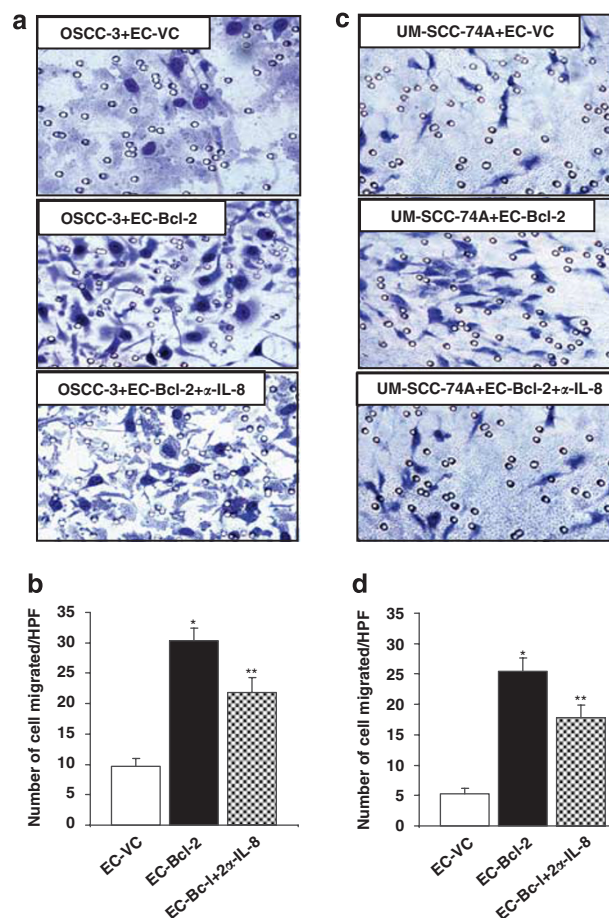 a
OSCC-3+EC-VC
OSCC-3+EC-Bcl-2
OSCC-3+EC-Bcl-2+α-IL-8
c
UM-SCC-74A+EC-VC
UM-SCC-74A+EC-Bcl-2
UM-SCC-74A+EC-Bcl-2+α-IL-8
b
Number of cell migrated/HPF
35
30
25
20
15
10
5
0
*
**
EC-VC
EC-Bcl-2
EC-Bc-l+2α-IL-8
d
Number of cell migrated/HPF
35
30
25
20
15
10
5
0
*
**
EC-VC
EC-Bcl-2
EC-Bc-l+2α-IL-8